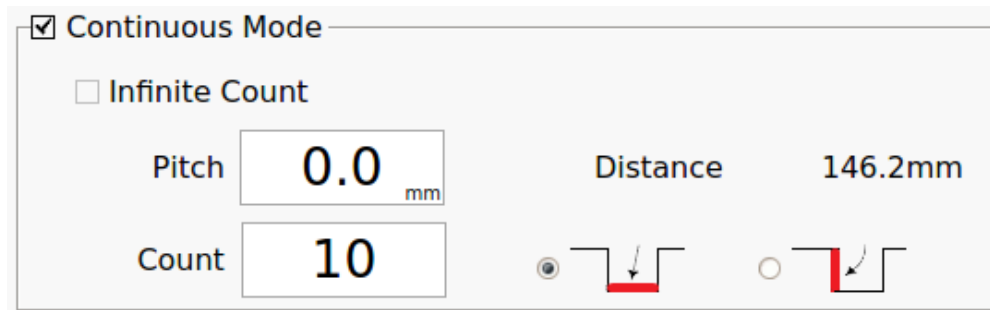 Continuous Mode
Infinite Count
Pitch 0.0 mm Distance 146.2mm
Count 10